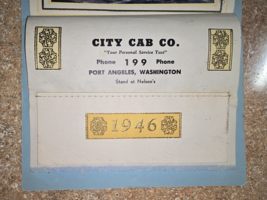 CITY CAB CO.
"Your Personal Service Taxi"
Phone 199 Phone
PORT ANGELES, WASHINGTON
Stand at Nelson's
1946